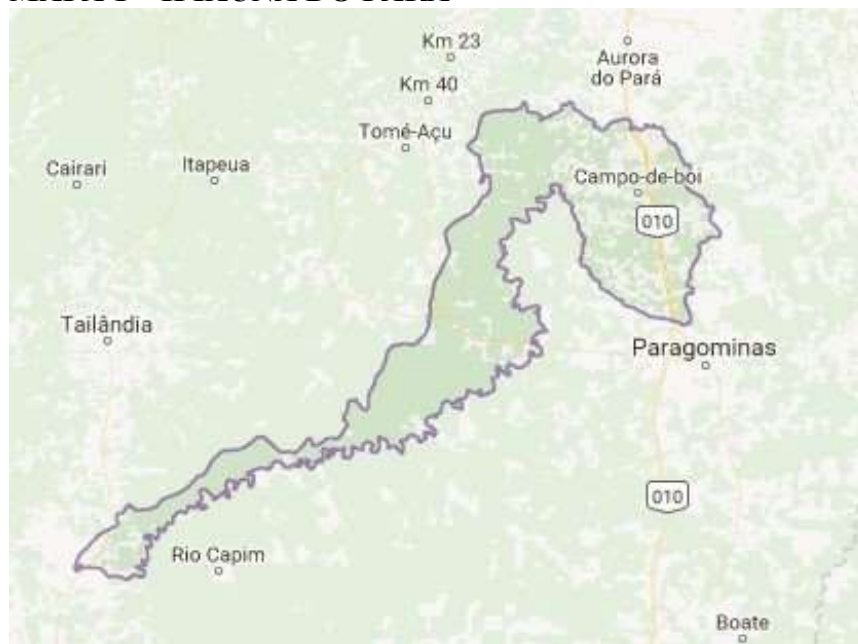 Km 23
Aurora
do Pará
Km 40
Tomé-Açu
Cairari
Itapeua
Campo-de-boi
010
Tailândia
Paragominas
010
Rio Capim
Boate